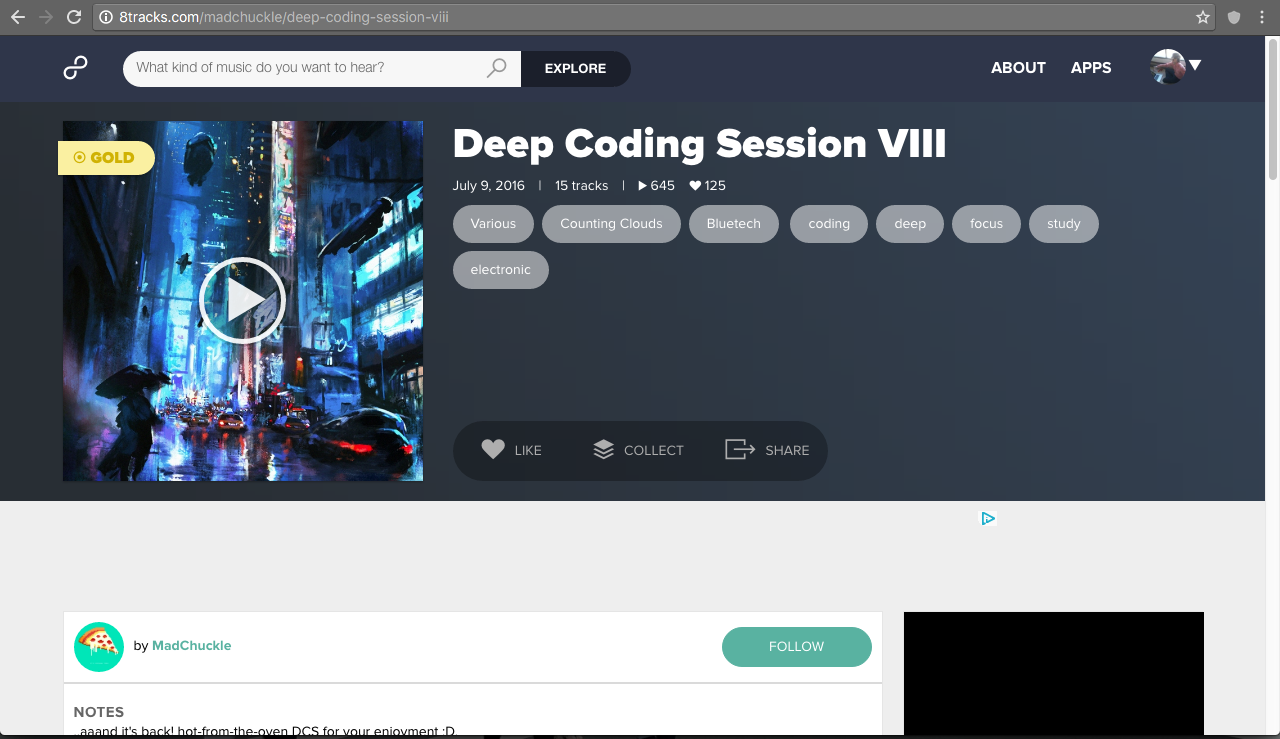 8tracks.com/madchuckle/deep-coding-session-viii
What kind of music do you want to hear?
EXPLORE
ABOUT
APPS
GOLD
Deep Coding Session VIII
July 9, 2016 | 15 tracks | 645 125
Various
Counting Clouds
Bluetech
coding
deep
focus
study
electronic
LIKE
COLLECT
SHARE
by MadChuckle
FOLLOW
NOTES
..aaand it's back! hot-from-the-oven DCS for your enjoyment :D